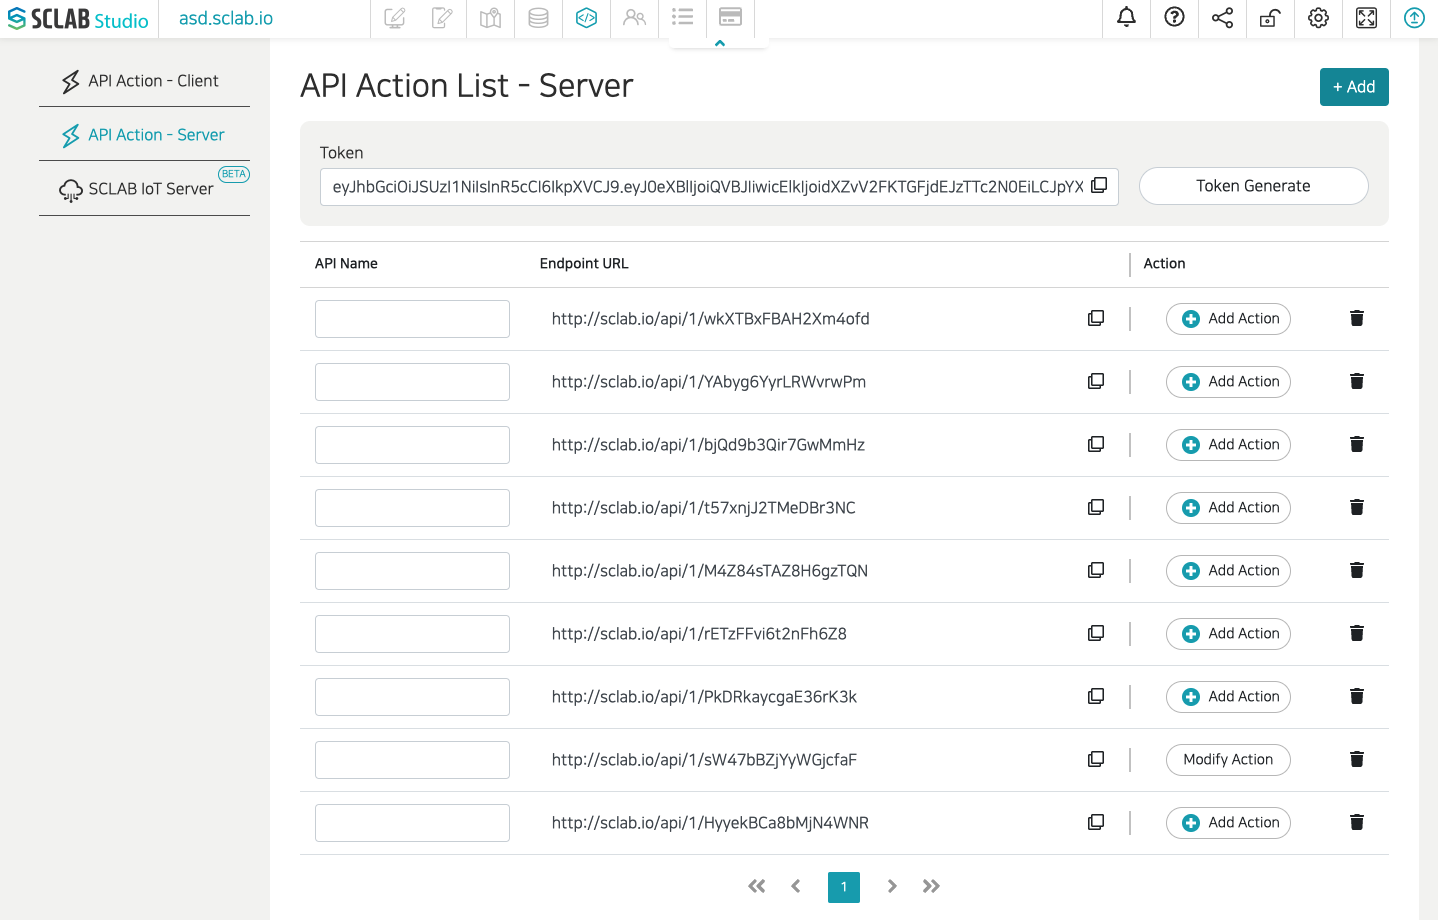 SCLAB Studio
asd.sclab.io
API Action - Client
API Action - Server
SCLAB IoT Server BETA
API Action List - Server
+ Add
Token
eyJhbGciOiJSUzI1NiIsInR5cCI6IkpXVCJ9.eyJ0eXBlIjoiQVBJIiwicElkIjoidXZvV2FKTGFjdEJzTTc2N0EiLCJpYX
Token Generate
API Name Endpoint URL Action
http://sclab.io/api/1/wkXTBxFBAH2Xm4ofd Add Action
http://sclab.io/api/1/YAbyg6YyrLRWvrwPm Add Action
http://sclab.io/api/1/bjQd9b3Qir7GwMmHz Add Action
http://sclab.io/api/1/t57xnjJ2TMeDBr3NC Add Action
http://sclab.io/api/1/M4Z84sTAZ8H6gzTQN Add Action
http://sclab.io/api/1/rETzFFvi6t2nFh6Z8 Add Action
http://sclab.io/api/1/PkDRkaycgaE36rK3k Add Action
http://sclab.io/api/1/sW47bBZjYyWGjcfaF Modify Action
http://sclab.io/api/1/HyyekBCa8bMjN4WNR Add Action
1